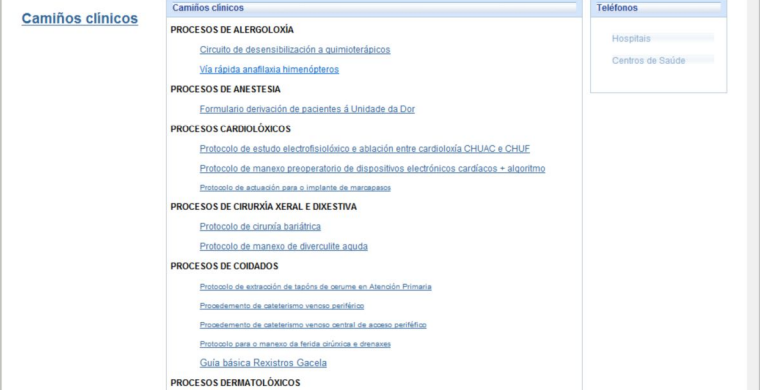 Camiños clínicos
Camiños clínicos
PROCESOS DE ALERGOLOXÌA
Circuito de desensibilización a quimioterápicos
Vía rápida anafilaxia himenópteros
PROCESOS DE ANESTESIA
Formulario derivación de pacientes á Unidade da Dor
PROCESOS CARDIOLÓXICOS
Protocolo de estudo electrofisiolóxico e ablación entre cardioloxía CHUAC e CHUF
Protocolo de manexo preoperatorio de dispositivos electrónicos cardíacos + algoritmo
Protocolo de actuación para o implante de marcapasos
PROCESOS DE CIRURXÌA XERAL E DIXESTIVA
Protocolo de cirurxía bariátrica
Protocolo de manexo de diverculite aguda
PROCESOS DE COIDADOS
Protocolo de extracción de tapóns de cerume en Atención Primaria
Procedemento de cateterismo venoso periférico
Procedemento de cateterismo venoso central de acceso periféfico
Protocolo para o manexo da ferida cirúrxica e drenaxes
Guía básica Rexistros Gacela
PROCESOS DERMATOLÓXICOS
Teléfonos
Hospitais
Centros de Saúde